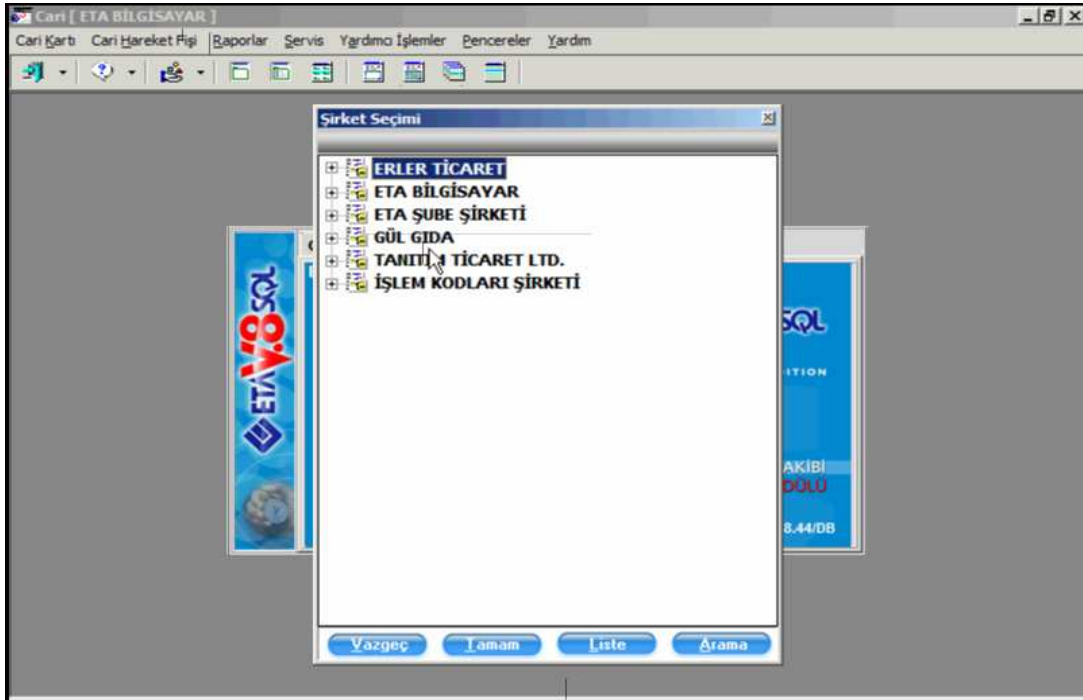 Cari [ ETA BİLGİSAYAR ]
Cari Kartı Cari Hareket Fişi Raporlar Servis Yardımcı İşlemler Pencereler Yardım
Şirket Seçimi
ERLER TİCARET
ETA BİLGİSAYAR
ETA ŞUBE ŞİRKETİ
GÜL GIDA
TANITIM TİCARET LTD.
İŞLEM KODLARI ŞİRKETİ
ETA V.8 SQL
SQL
AKİBİ
8.44/DB
Vazgeç Tamam Liste Arama